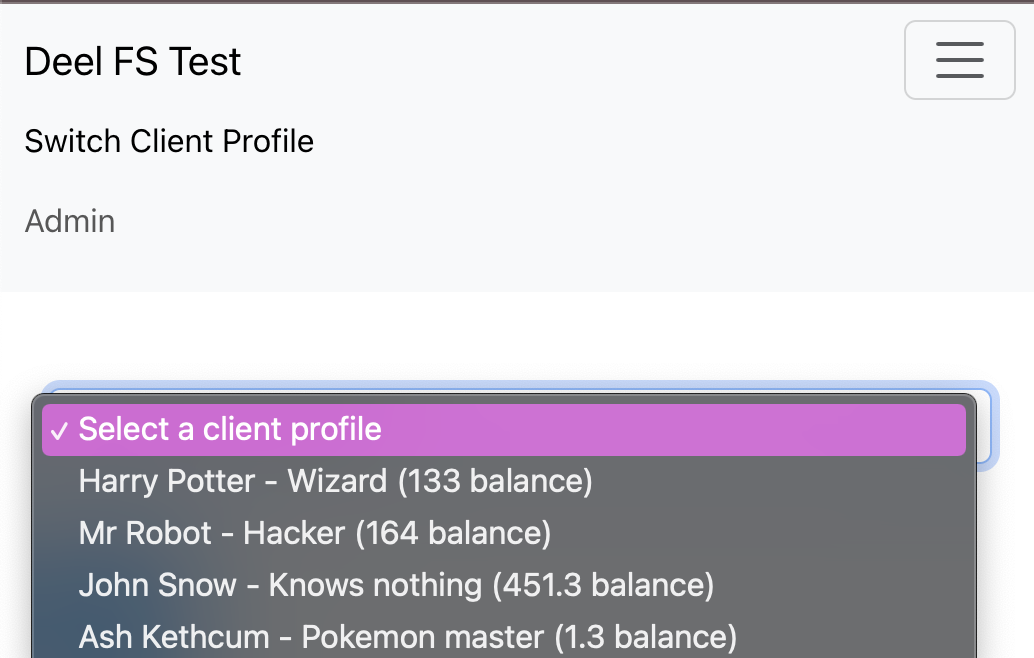 Deel FS Test
Switch Client Profile
Admin
✓ Select a client profile
Harry Potter - Wizard (133 balance)
Mr Robot - Hacker (164 balance)
John Snow - Knows nothing (451.3 balance)
Ash Kethcum - Pokemon master (1.3 balance)